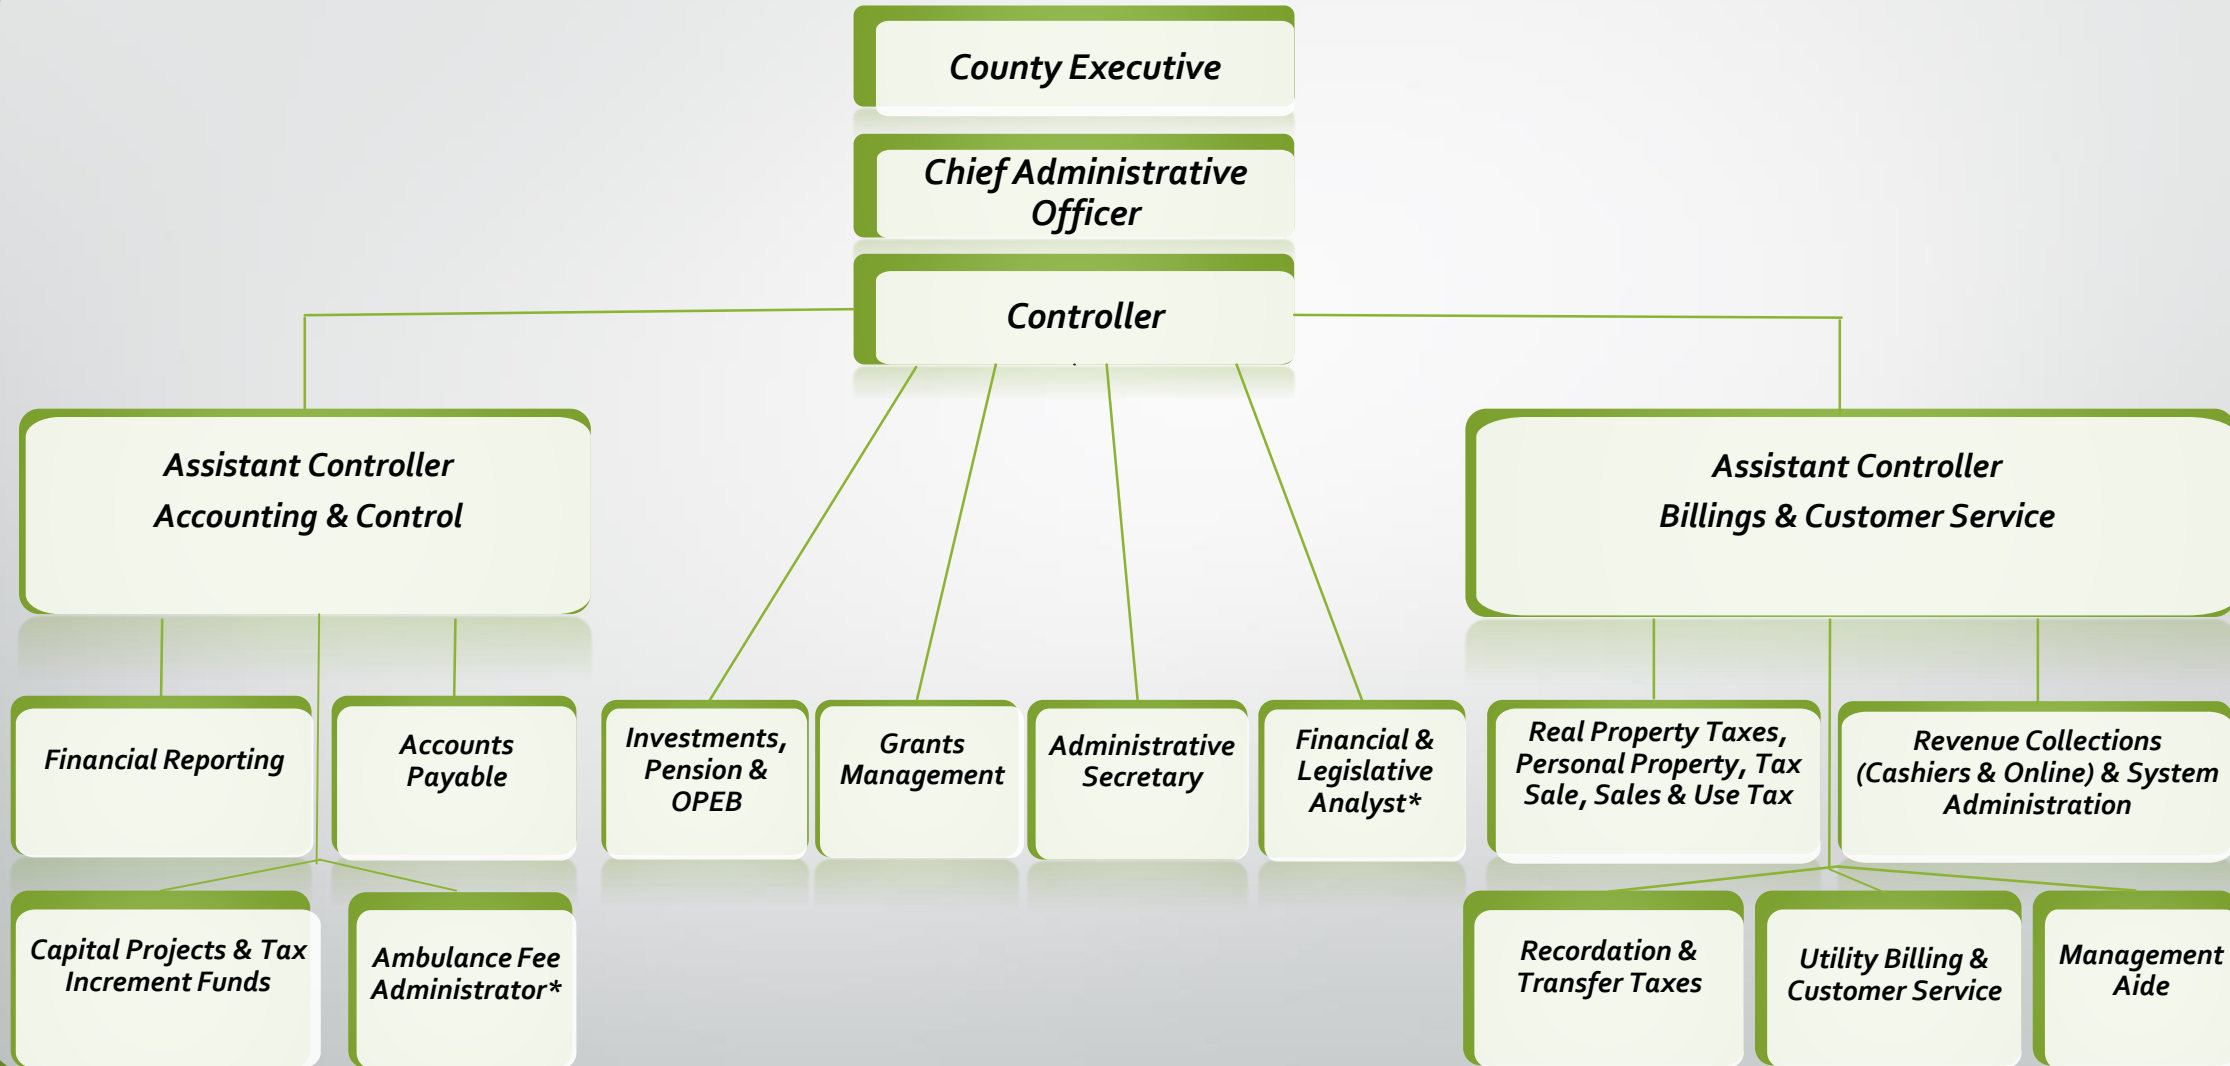 County Executive
Chief Administrative
Officer
Controller
Assistant Controller
Accounting & Control
Assistant Controller
Billings & Customer Service
Financial Reporting
Accounts
Payable
Investments,
Pension &
OPEB
Grants
Management
Administrative
Secretary
Financial &
Legislative
Analyst*
Real Property Taxes,
Personal Property, Tax
Sale, Sales & Use Tax
Revenue Collections
(Cashiers & Online) & System
Administration
Capital Projects & Tax
Increment Funds
Ambulance Fee
Administrator*
Recordation &
Transfer Taxes
Utility Billing &
Customer Service
Management
Aide